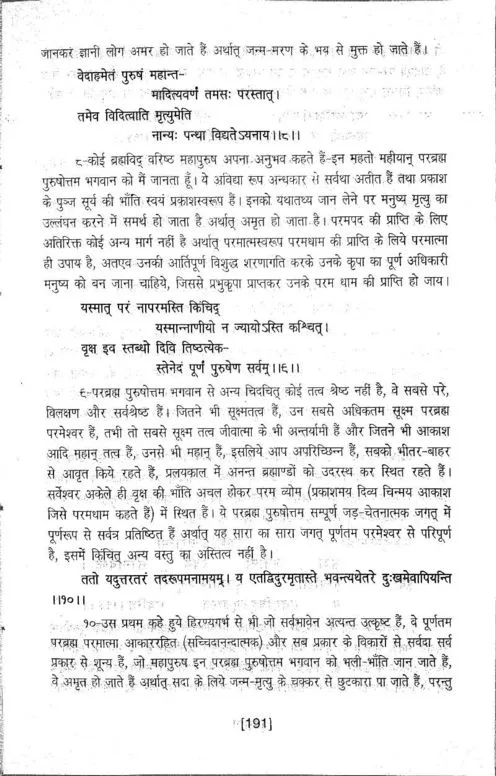 जानकर ज्ञानी लोग अमर हो जाते हैं अर्थात् जन्म-मरण के भय से मुक्त हो जाते हैं।
वेदाहमेतं पुरुषं महान्त-
मादित्यवर्णं तमसः परस्तात्।
तमेव विदित्वाति मृत्युमेति
नान्यः पन्था विद्यतेऽयनाय।।८।।
८-कोई ब्रह्मविद् वरिष्ठ महापुरुष अपना अनुभव कहते हैं-इन महतो महीयान् परब्रह्म
पुरुषोत्तम भगवान को मैं जानता हूँ। ये अविद्या रूप अन्धकार से सर्वथा अतीत हैं तथा प्रकाश
के पुञ्ज सूर्य की भाँति स्वयं प्रकाशस्वरूप हैं। इनको यथातथ्य जान लेने पर मनुष्य मृत्यु का
उल्लंघन करने में समर्थ हो जाता है अर्थात् अमृत हो जाता है। परमपद की प्राप्ति के लिए
अतिरिक्त कोई अन्य मार्ग नहीं है अर्थात् परमात्मस्वरूप परमधाम की प्राप्ति के लिये परमात्मा
ही उपाय है, अतएव उनकी आर्तिपूर्ण विशुद्ध शरणागति करके उनके कृपा का पूर्ण अधिकारी
मनुष्य को बन जाना चाहिये, जिससे प्रभुकृपा प्राप्तकर उनके परम धाम की प्राप्ति हो जाय।
यस्मात् परं नापरमस्ति किंचिद्
यस्मान्नाणीयो न ज्यायोऽस्ति कश्चित्।
वृक्ष इव स्तब्धो दिवि तिष्ठत्येक-
स्तेनेदं पूर्णं पुरुषेण सर्वम्।।९।।
९-परब्रह्म पुरुषोत्तम भगवान से अन्य चिदचित् कोई तत्व श्रेष्ठ नहीं है, वे सबसे परे,
विलक्षण और सर्वश्रेष्ठ हैं। जितने भी सूक्ष्मतत्व हैं, उन सबसे अधिकतम सूक्ष्म परब्रह्म
परमेश्वर हैं, तभी तो सबसे सूक्ष्म तत्व जीवात्मा के भी अन्तर्यामी हैं और जितने भी आकाश
आदि महान् तत्व हैं, उनसे भी महान् हैं, इसलिये आप अपरिच्छिन्न हैं, सबको भीतर-बाहर
से आवृत किये रहते हैं, प्रलयकाल में अनन्त ब्रह्माण्डों को उदरस्थ कर स्थित रहते हैं।
सर्वेश्वर अकेले ही वृक्ष की भाँति अचल होकर परम व्योम (प्रकाशमय दिव्य चिन्मय आकाश
जिसे परमधाम कहते हैं) में स्थित हैं। ये परब्रह्म पुरुषोत्तम सम्पूर्ण जड़-चेतनात्मक जगत् में
पूर्णरूप से सर्वत्र प्रतिष्ठित हैं अर्थात् यह सारा का सारा जगत् पूर्णतम परमेश्वर से परिपूर्ण
है, इसमें किंचित् अन्य वस्तु का अस्तित्व नहीं है।
ततो यदुत्तरतरं तदरूपमनामयम्। य एतद्विदुरमृतास्ते भवन्त्यथेतरे दुःखमेवापियन्ति
।।१०।।
१०-उस प्रथम कहे हुये हिरण्यगर्भ से भी जो सर्वभावेन अत्यन्त उत्कृष्ट हैं, वे पूर्णतम
परब्रह्म परमात्मा आकाररहित (सच्चिदानन्दात्मक) और सब प्रकार के विकारों से सर्वदा सर्व
प्रकार से शून्य हैं, जो महापुरुष इन परब्रह्म पुरुषोत्तम भगवान को भली-भाँति जान जाते हैं,
वे अमृत हो जाते हैं अर्थात् सदा के लिये जन्म-मृत्यु के चक्कर से छुटकारा पा जाते हैं, परन्तु
[191]